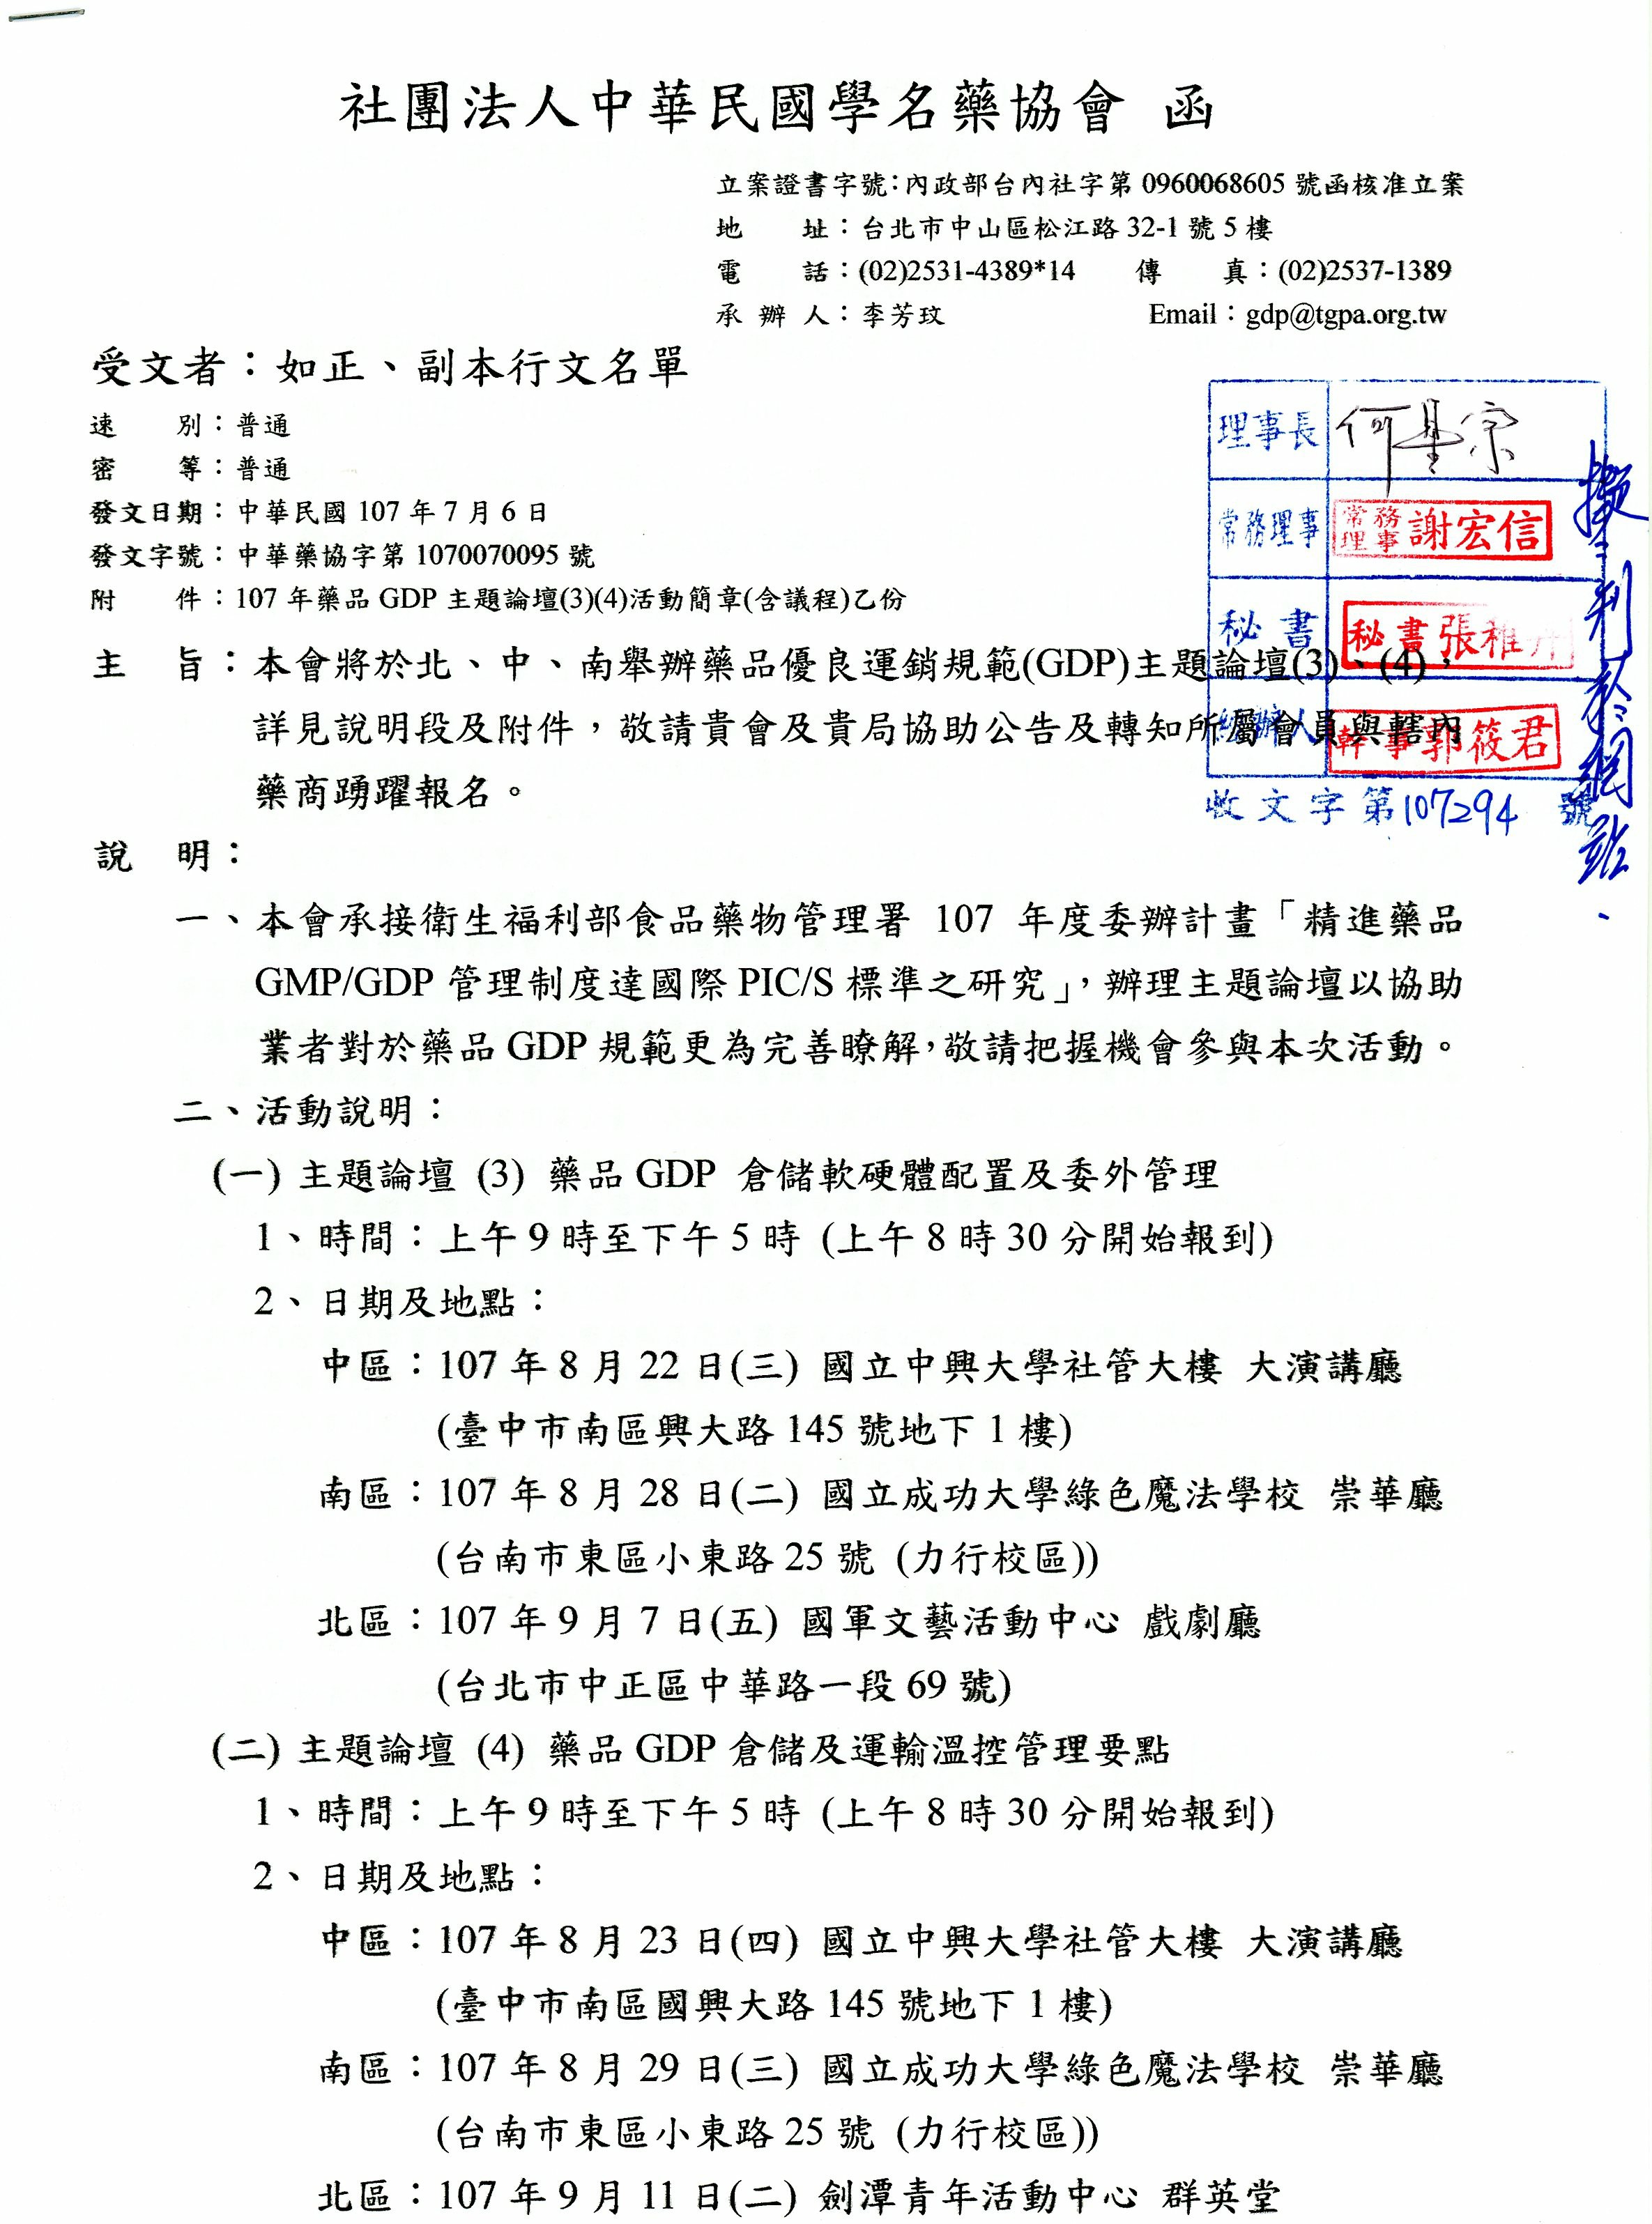 社團法人中華民國學名藥協會 函
立案證書字號：內政部台內社字第 0960068605 號函核准立案
地 址：台北市中山區松江路 32-1 號 5 樓
電 話：(02)2531-4389*14 傳 真：(02)2537-1389
承 辦 人：李芳玟 Email：gdp@tgpa.org.tw
受文者：如正、副本行文名單
速 別：普通
密 等：普通
發文日期：中華民國 107 年 7 月 6 日
發文字號：中華藥協字第 1070070095 號
附 件：107 年藥品 GDP 主題論壇(3)(4)活動簡章(含議程)乙份
理事長
常務理事 常務理事 謝宏信
秘書 秘書 張雅
經辦人 幹事 郭筱君
收文字第107294 號
主 旨：本會將於北、中、南舉辦藥品優良運銷規範(GDP)主題論壇(3)、(4)，
詳見說明段及附件，敬請貴會及貴局協助公告及轉知所屬會員與轄內
藥商踴躍報名。
說 明：
一、本會承接衛生福利部食品藥物管理署 107 年度委辦計畫「精進藥品
GMP/GDP 管理制度達國際 PIC/S 標準之研究」，辦理主題論壇以協助
業者對於藥品 GDP 規範更為完善瞭解，敬請把握機會參與本次活動。
二、活動說明：
(一) 主題論壇 (3) 藥品 GDP 倉儲軟硬體配置及委外管理
1、時間：上午 9 時至下午 5 時 (上午 8 時 30 分開始報到)
2、日期及地點：
中區：107 年 8 月 22 日(三) 國立中興大學社管大樓 大演講廳
(臺中市南區興大路 145 號地下 1 樓)
南區：107 年 8 月 28 日(二) 國立成功大學綠色魔法學校 崇華廳
(台南市東區小東路 25 號 (力行校區))
北區：107 年 9 月 7 日(五) 國軍文藝活動中心 戲劇廳
(台北市中正區中華路一段 69 號)
(二) 主題論壇 (4) 藥品 GDP 倉儲及運輸溫控管理要點
1、時間：上午 9 時至下午 5 時 (上午 8 時 30 分開始報到)
2、日期及地點：
中區：107 年 8 月 23 日(四) 國立中興大學社管大樓 大演講廳
(臺中市南區國興大路 145 號地下 1 樓)
南區：107 年 8 月 29 日(三) 國立成功大學綠色魔法學校 崇華廳
(台南市東區小東路 25 號 (力行校區))
北區：107 年 9 月 11 日(二) 劍潭青年活動中心 群英堂